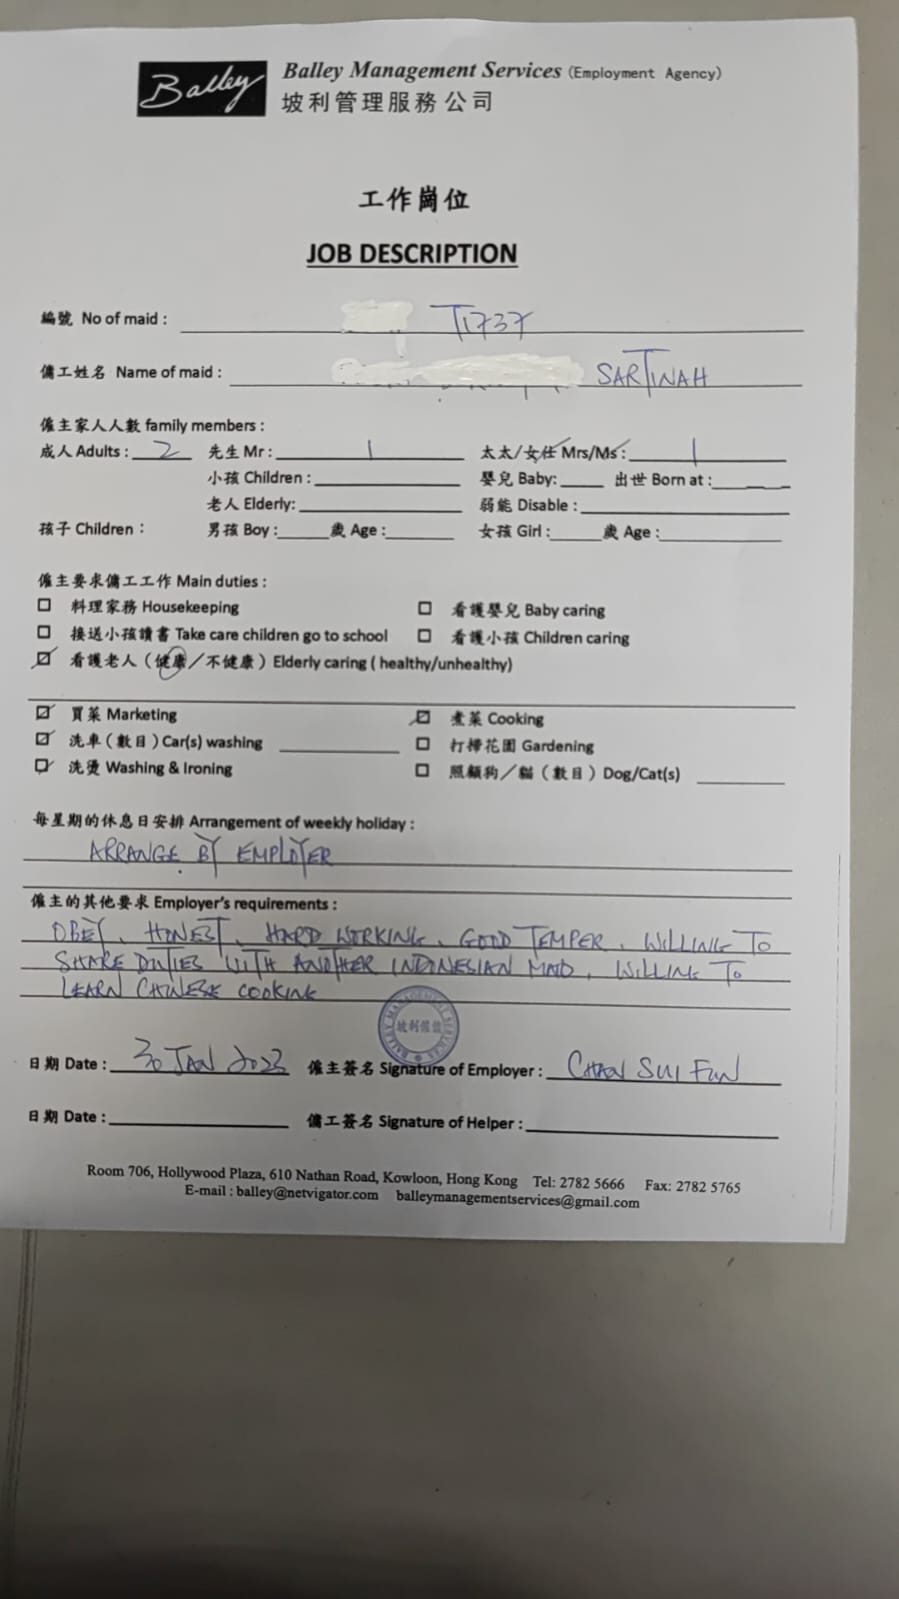 Balley Balley Management Services (Employment Agency)
坡利管理服務公司
工作崗位
JOB DESCRIPTION
編號 No of maid : T1737
傭工姓名 Name of maid : SARTINAH
僱主家人人數 family members :
成人 Adults : 2 先生 Mr : 1 太太/女仕 Mrs/Ms : 1
小孩 Children : 嬰兒 Baby: 出世 Born at :
老人 Elderly: 弱能 Disable :
孩子 Children : 男孩 Boy : 歲 Age : 女孩 Girl : 歲 Age :
僱主要求傭工工作 Main duties :
☐ 料理家務 Housekeeping ☐ 看護嬰兒 Baby caring
☐ 接送小孩讀書 Take care children go to school ☐ 看護小孩 Children caring
☑ 看護老人（健康／不健康）Elderly caring ( healthy/unhealthy)
☑ 買菜 Marketing ☑ 煮菜 Cooking
☑ 洗車（數目）Car(s) washing ☐ 打掃花園 Gardening
☑ 洗燙 Washing & Ironing ☐ 照顧狗／貓（數目）Dog/Cat(s)
每星期的休息日安排 Arrangement of weekly holiday :
ARRANGE BY EMPLOYER
僱主的其他要求 Employer's requirements :
OBEY, HONEST, HARD WORKING, GOOD TEMPER, WILLING TO
SHARE DUTIES WITH ANOTHER INDONESIAN MAID, WILLING TO
LEARN CHINESE COOKING
BALLEY MANAGEMENT SERVICES
日期 Date : 30 JAN 2023 僱主簽名 Signature of Employer : CHAN SUI FUN
日期 Date : 傭工簽名 Signature of Helper :
Room 706, Hollywood Plaza, 610 Nathan Road, Kowloon, Hong Kong Tel: 2782 5666 Fax: 2782 5765
E-mail : balley@netvigator.com balleymanagementservices@gmail.com